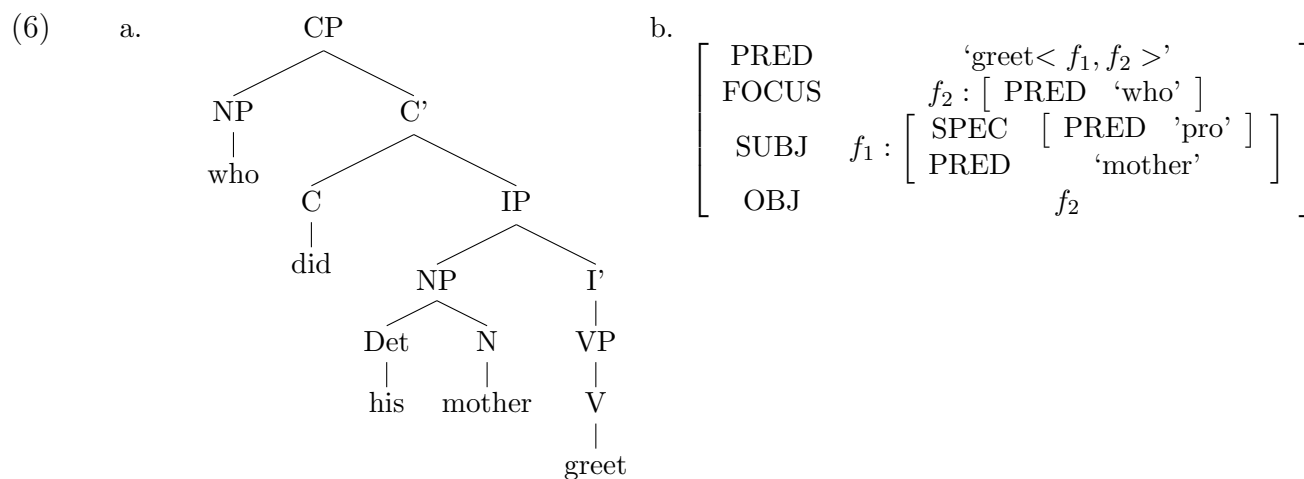 (6) a. CP b.
NP C'
who C IP
did NP I'
Det N VP
his mother V
greet
PRED ‘greet< f₁, f₂ >’
FOCUS f₂ : [ PRED ‘who’ ]
SUBJ f₁ : [ SPEC [ PRED ’pro’ ]
PRED ‘mother’ ]
OBJ f₂